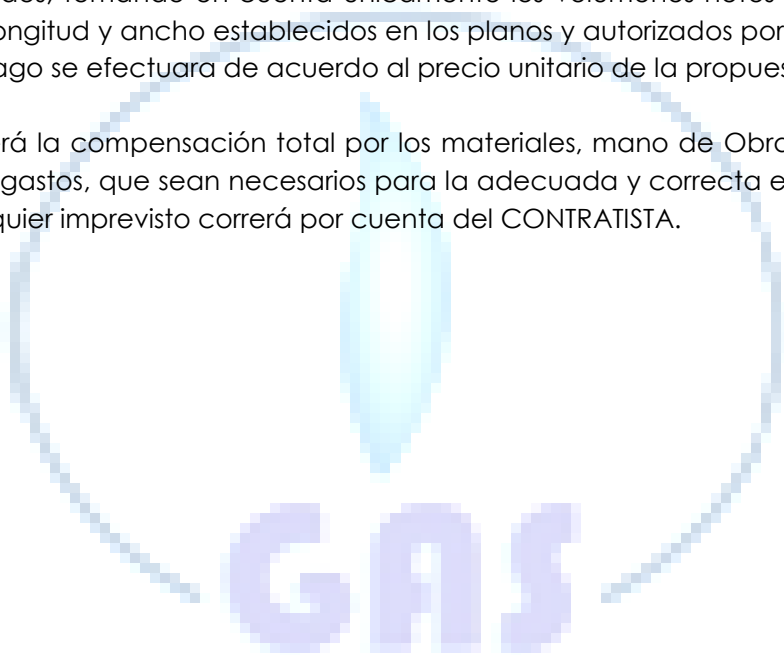 ongitud y ancho establecidos en los planos y autorizados por
ago se efectuara de acuerdo al precio unitario de la propues
rá la compensación total por los materiales, mano de Obra
gastos, que sean necesarios para la adecuada y correcta e
quier imprevisto correrá por cuenta del CONTRATISTA.
GAS